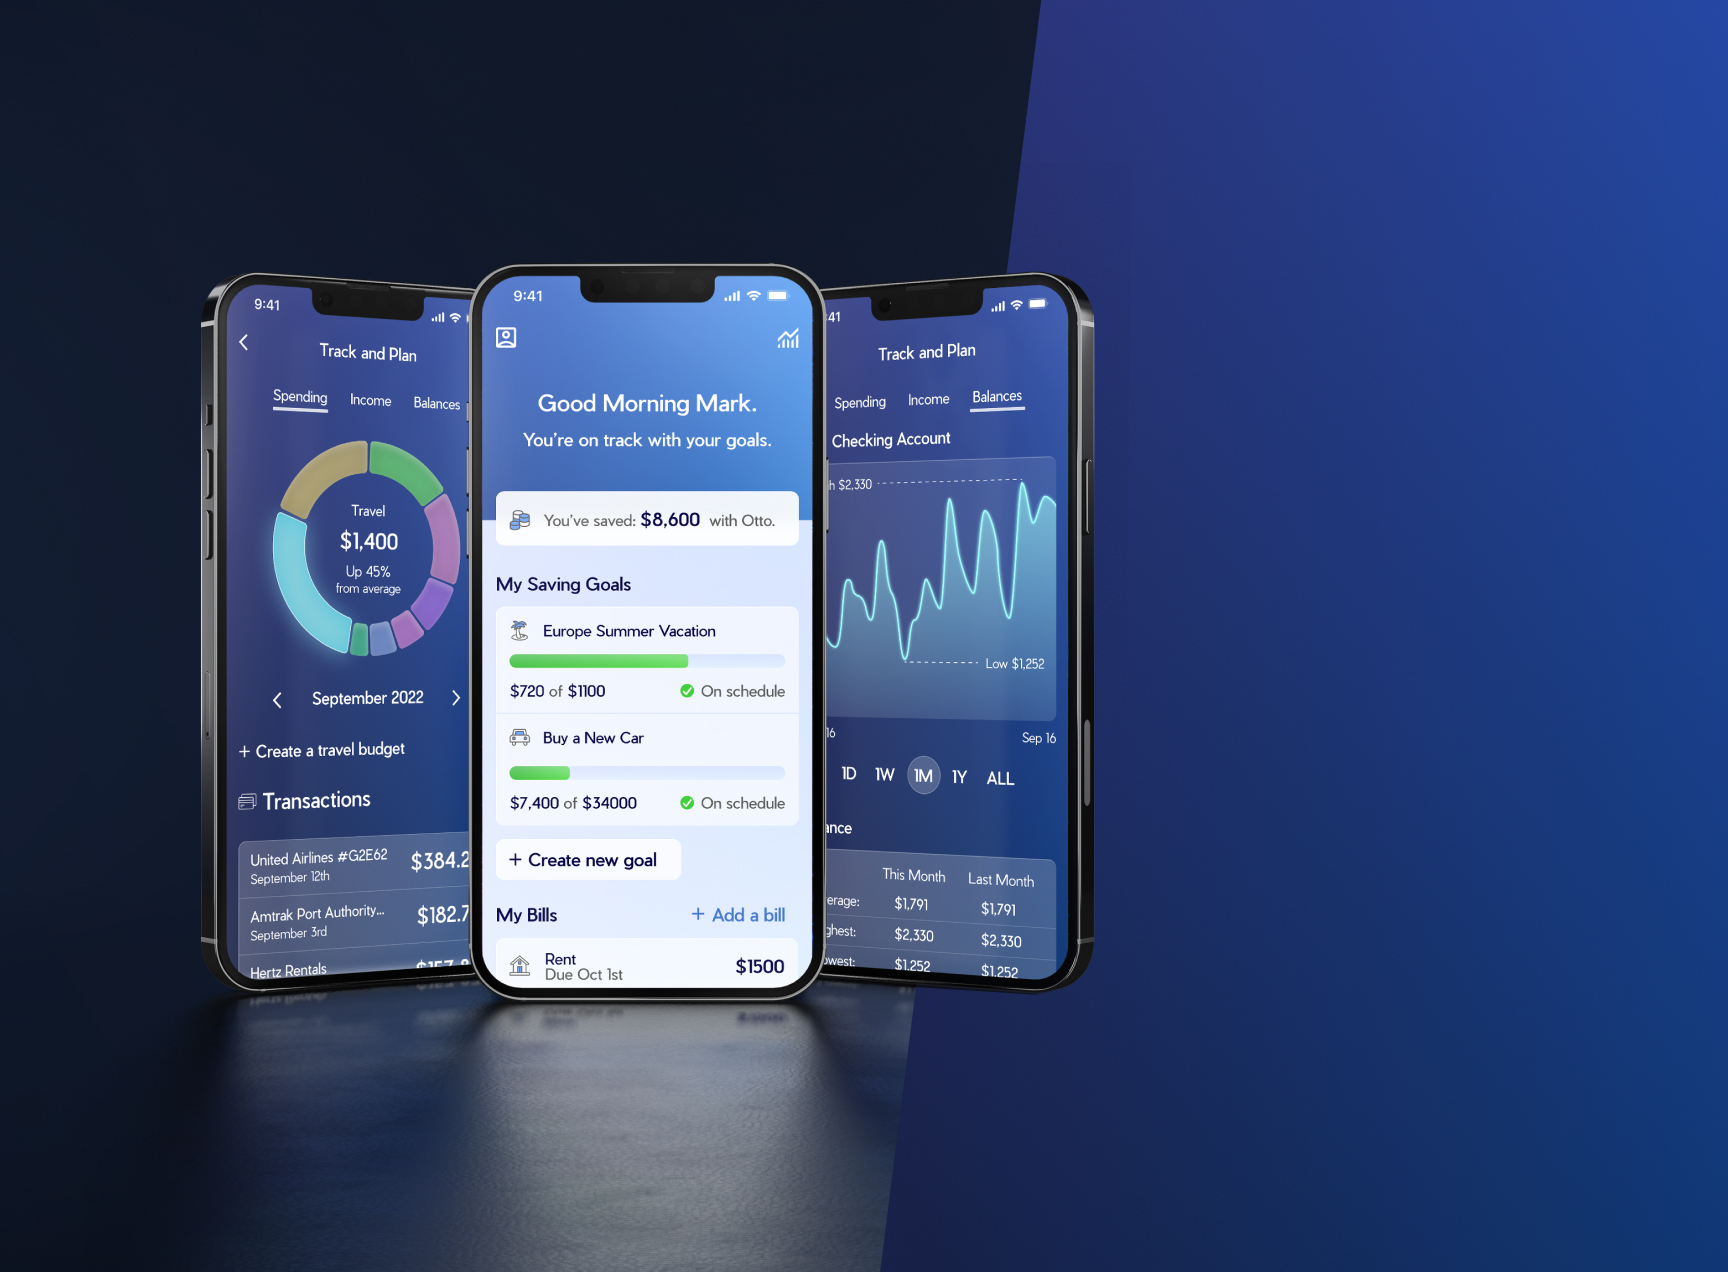 9:41
Track and Plan
Spending Income Balances
Travel
$1,400
Up 45%
from average
September 2022
+ Create a travel budget
Transactions
United Airlines #G2E62 $384.2
September 12th
Amtrak Port Authority... $182.7
September 3rd
Hertz Rentals
9:41
Good Morning Mark.
You're on track with your goals.
You've saved: $8,600 with Otto.
My Saving Goals
Europe Summer Vacation
$720 of $1100 On schedule
Buy a New Car
$7,400 of $34000 On schedule
+ Create new goal
My Bills + Add a bill
Rent $1500
Due Oct 1st
:41
Track and Plan
Spending Income Balances
Checking Account
h $2,330
Low $1,252
16 Sep 16
1D 1W 1M 1Y ALL
ance
This Month Last Month
erage: $1,791 $1,791
ghest: $2,330 $2,330
owest: $1,252 $1,252